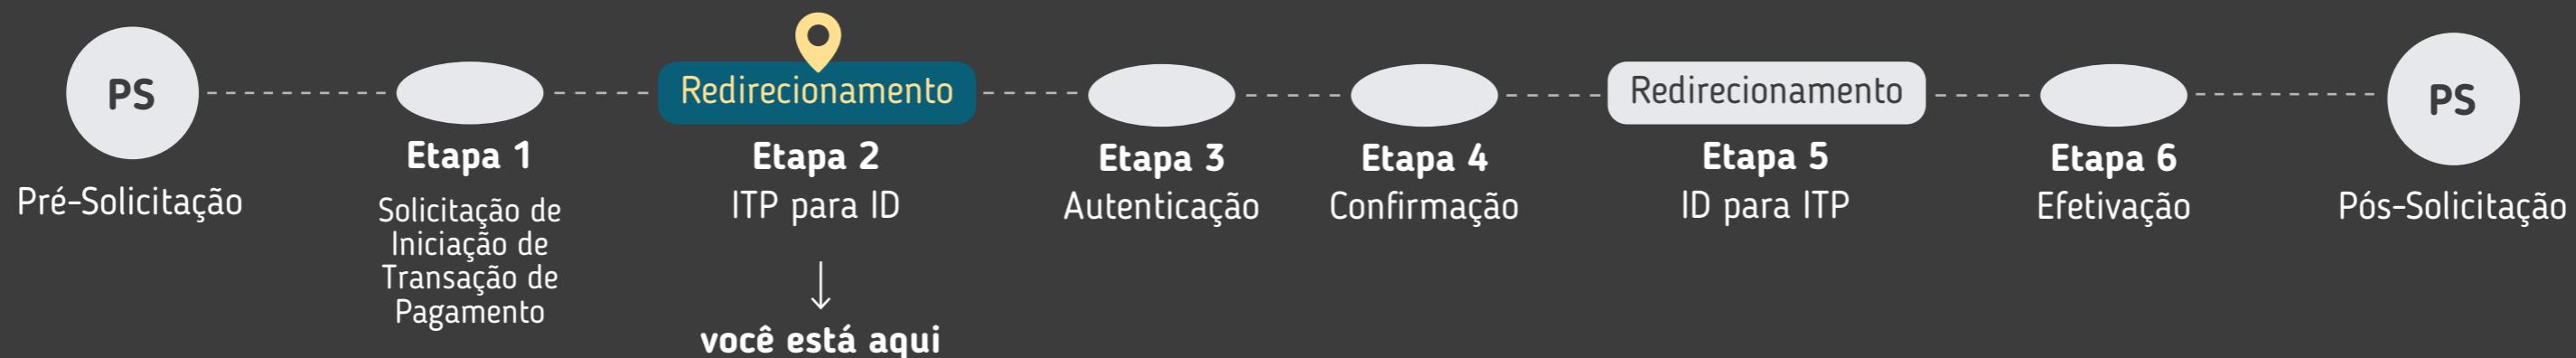 PS
Pré-Solicitação
Etapa 1
Solicitação de
Iniciação de
Transação de
Pagamento
Redirecionamento
Etapa 2
ITP para ID
você está aqui
Etapa 3
Autenticação
Etapa 4
Confirmação
Redirecionamento
Etapa 5
ID para ITP
Etapa 6
Efetivação
PS
Pós-Solicitação